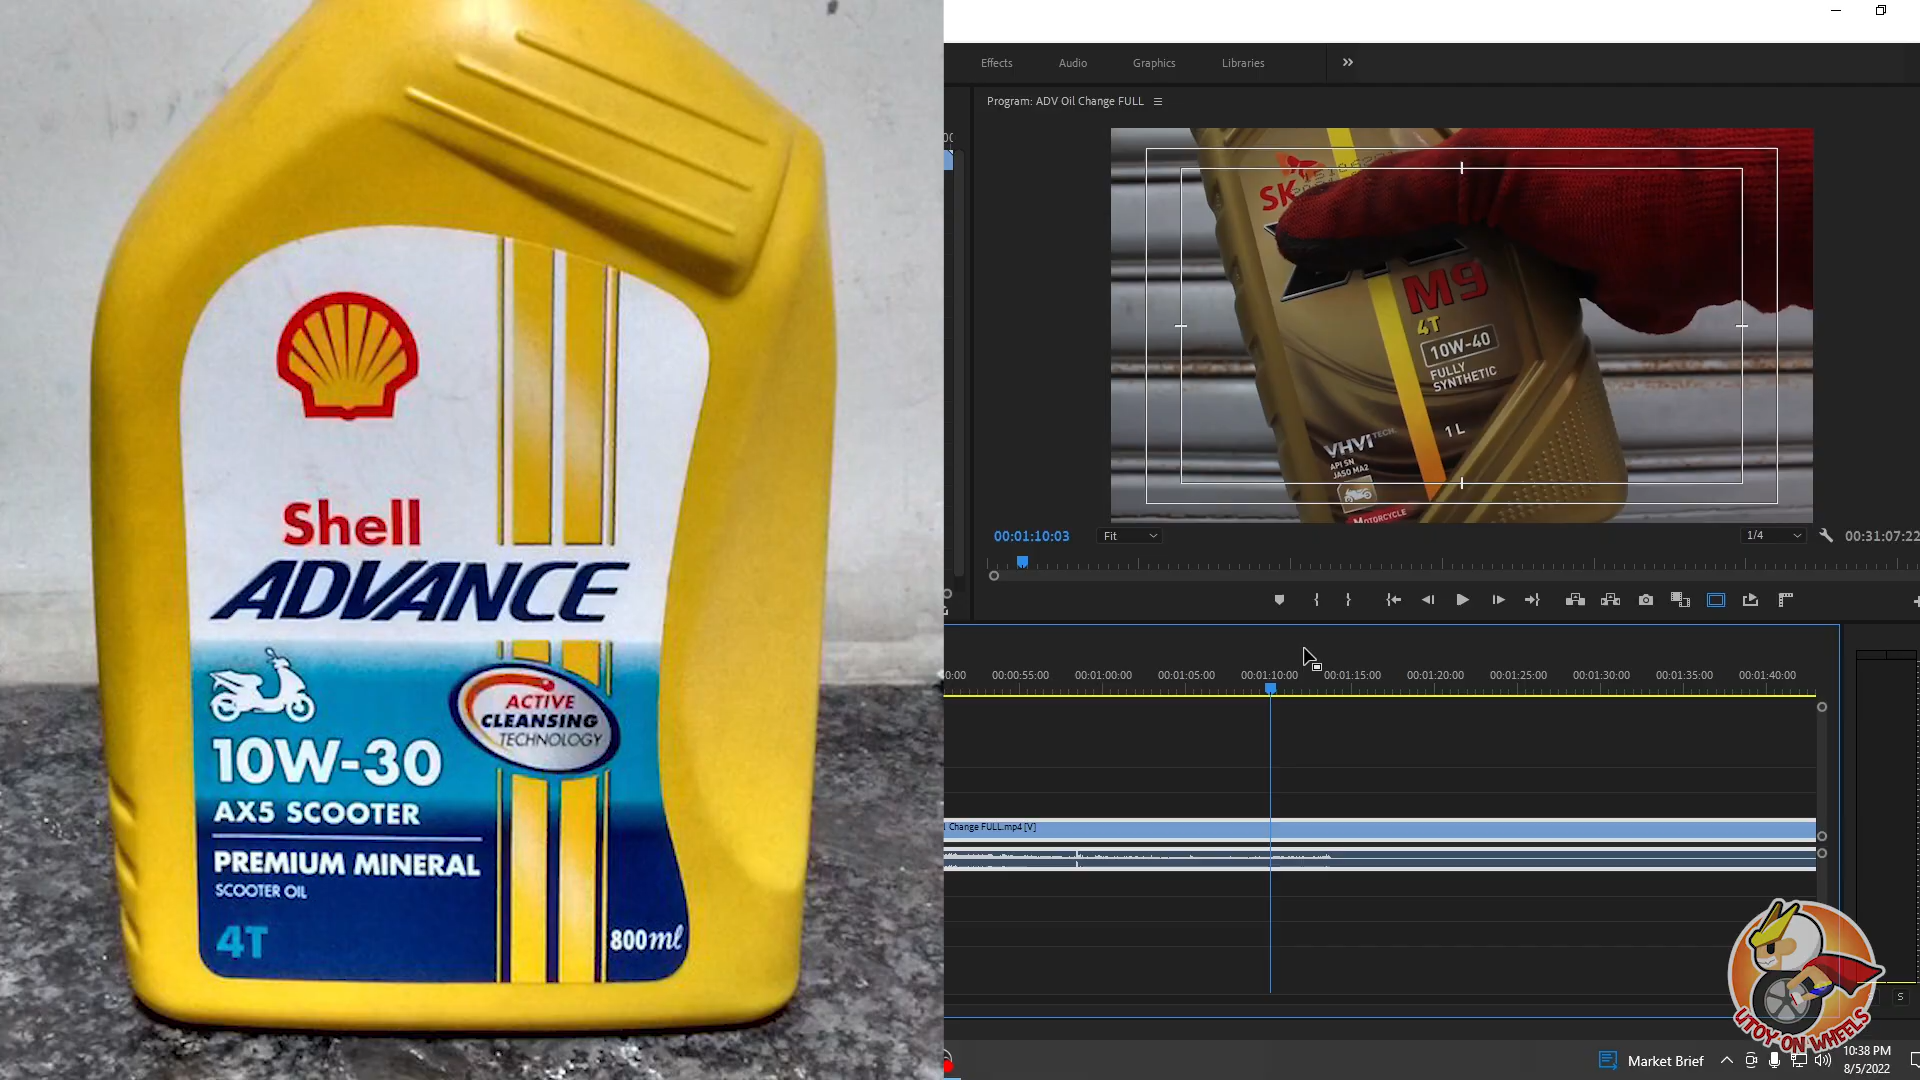 Shell
ADVANCE
ACTIVE
CLEANSING
TECHNOLOGY
10W-30
AX5 SCOOTER
PREMIUM MINERAL
SCOOTER OIL
4T
800ml
Effects
Audio
Graphics
Libraries
Program: ADV Oil Change FULL
SK
M9
4T
10W-40
FULLY
SYNTHETIC
1 L
VHVI TECH.
API SN
JASO MA2
MOTORCYCLE
00:01:10:03
Fit
1/4
00:31:07:22
00:00:55:00
00:01:00:00
00:01:05:00
00:01:10:00
00:01:15:00
00:01:20:00
00:01:25:00
00:01:30:00
00:01:35:00
00:01:40:00
Change FULL.mp4 [V]
S
UTOY ON WHEELS
Market Brief
10:38 PM
8/5/2022